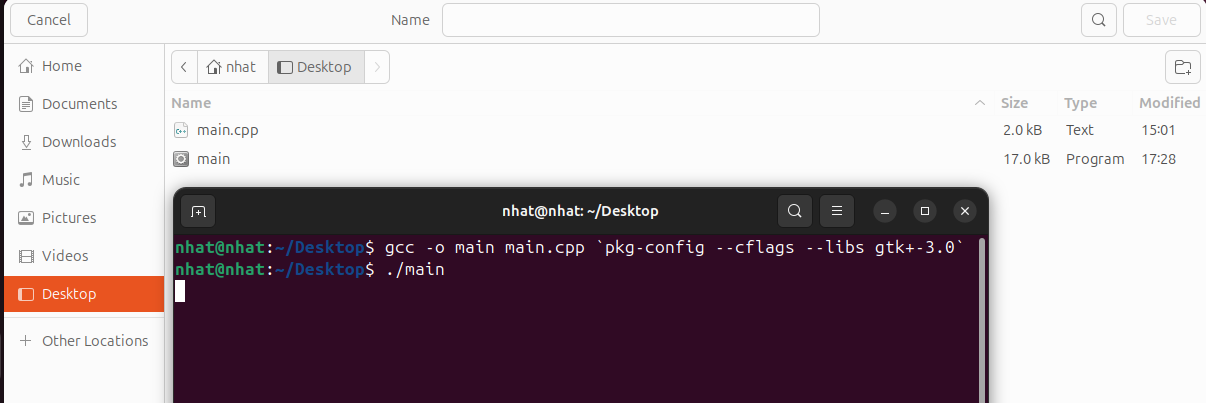 Cancel Name Save
Home
Documents
Downloads
Music
Pictures
Videos
Desktop
Other Locations
nhat Desktop
Name Size Type Modified
main.cpp 2.0 kB Text 15:01
main 17.0 kB Program 17:28
nhat@nhat: ~/Desktop
nhat@nhat:~/Desktop$ gcc -o main main.cpp `pkg-config --cflags --libs gtk+-3.0`
nhat@nhat:~/Desktop$ ./main